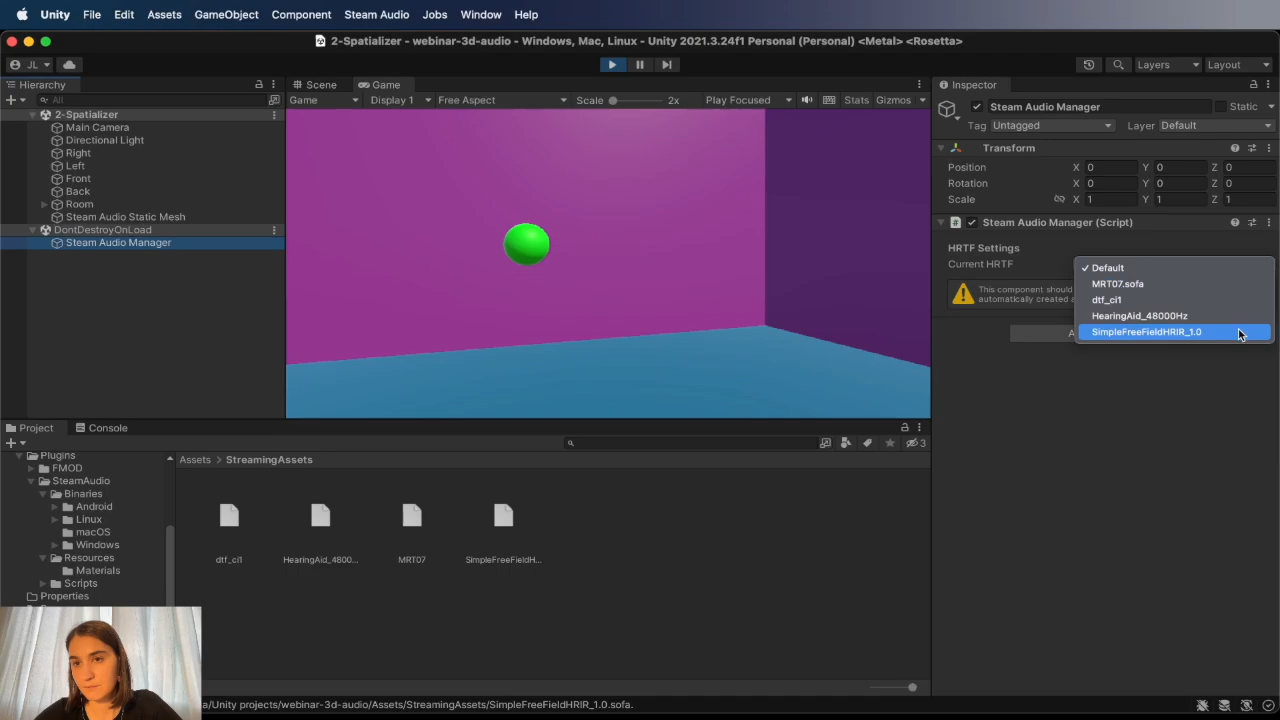 Unity File Edit Assets GameObject Component Steam Audio Jobs Window Help
2-Spatializer - webinar-3d-audio - Windows, Mac, Linux - Unity 2021.3.24f1 Personal (Personal) <Metal> <Rosetta>
JL Layers Layout
Hierarchy Scene Game Inspector
All Game Display 1 Free Aspect Scale 2x Play Focused Stats Gizmos
Steam Audio Manager Static
Tag Untagged Layer Default
2-Spatializer
Main Camera
Directional Light
Right
Left
Front
Back
Room
Steam Audio Static Mesh
DontDestroyOnLoad
Steam Audio Manager
Transform
Position X 0 Y 0 Z 0
Rotation X 0 Y 0 Z 0
Scale X 1 Y 1 Z 1
# Steam Audio Manager (Script)
HRTF Settings
Current HRTF
Default
MRT07.sofa
dtf_ci1
HearingAid_48000Hz
SimpleFreeFieldHRIR_1.0
This component should
automatically created a
A
Project Console
3
Plugins
FMOD
SteamAudio
Binaries
Android
Linux
macOS
Windows
Resources
Materials
Scripts
Properties
Assets > StreamingAssets
dtf_ci1 HearingAid_4800... MRT07 SimpleFreeFieldH...
a/Unity projects/webinar-3d-audio/Assets/StreamingAssets/SimpleFreeFieldHRIR_1.0.sofa.